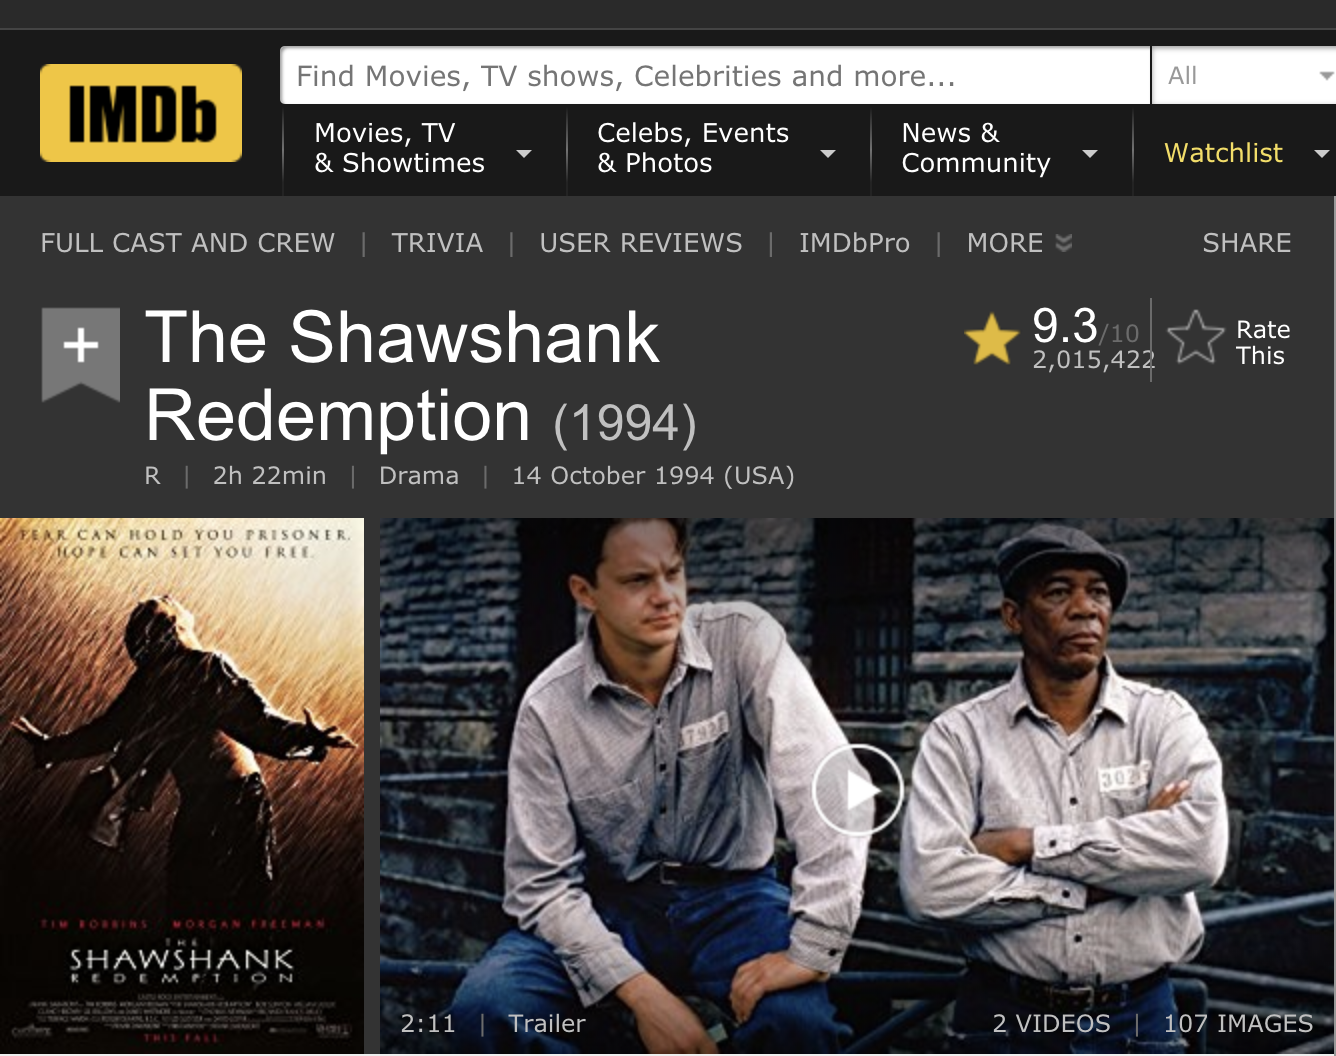 Find Movies, TV shows, Celebrities and more...
All
IMDb
Movies, TV
& Showtimes
Celebs, Events
& Photos
News &
Community
Watchlist
FULL CAST AND CREW | TRIVIA | USER REVIEWS | IMDbPro | MORE
SHARE
+
The Shawshank
Redemption (1994)
9.3/10
2,015,422
Rate
This
R | 2h 22min | Drama | 14 October 1994 (USA)
FEAR CAN HOLD YOU PRISONER.
HOPE CAN SET YOU FREE.
TIM ROBBINS MORGAN FREEMAN
THE
SHAWSHANK
REDEMPTION
THIS FALL
2:11 | Trailer
2 VIDEOS | 107 IMAGES